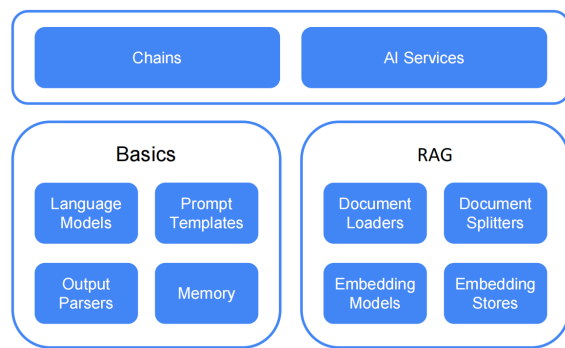 Chains
AI Services
Basics
Language
Models
Prompt
Templates
Output
Parsers
Memory
RAG
Document
Loaders
Document
Splitters
Embedding
Models
Embedding
Stores